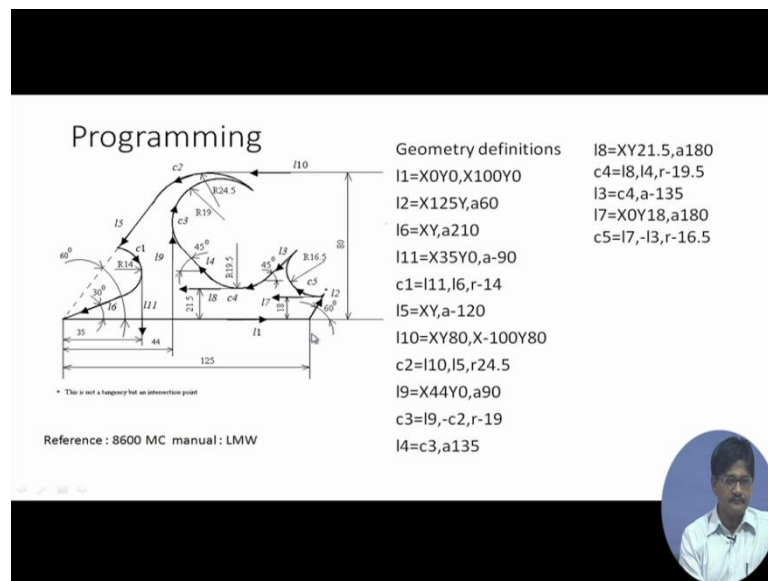 Programming
c2
l10
R24.5
R19
l5
c3
c1
l9
60°
R14
45°
l4
R19.5
45°
l3
R16.5
80
c5
30°
l6
l11
21.5
l8
c4
l7
18
* l2
60°
l1
35
44
125
* This is not a tangency but an intersection point
Reference : 8600 MC manual : LMW
Geometry definitions
l1=X0Y0,X100Y0
l2=X125Y,a60
l6=XY,a210
l11=X35Y0,a-90
c1=l11,l6,r-14
l5=XY,a-120
l10=XY80,X-100Y80
c2=l10,l5,r24.5
l9=X44Y0,a90
c3=l9,-c2,r-19
l4=c3,a135
l8=XY21.5,a180
c4=l8,l4,r-19.5
l3=c4,a-135
l7=X0Y18,a180
c5=l7,-l3,r-16.5